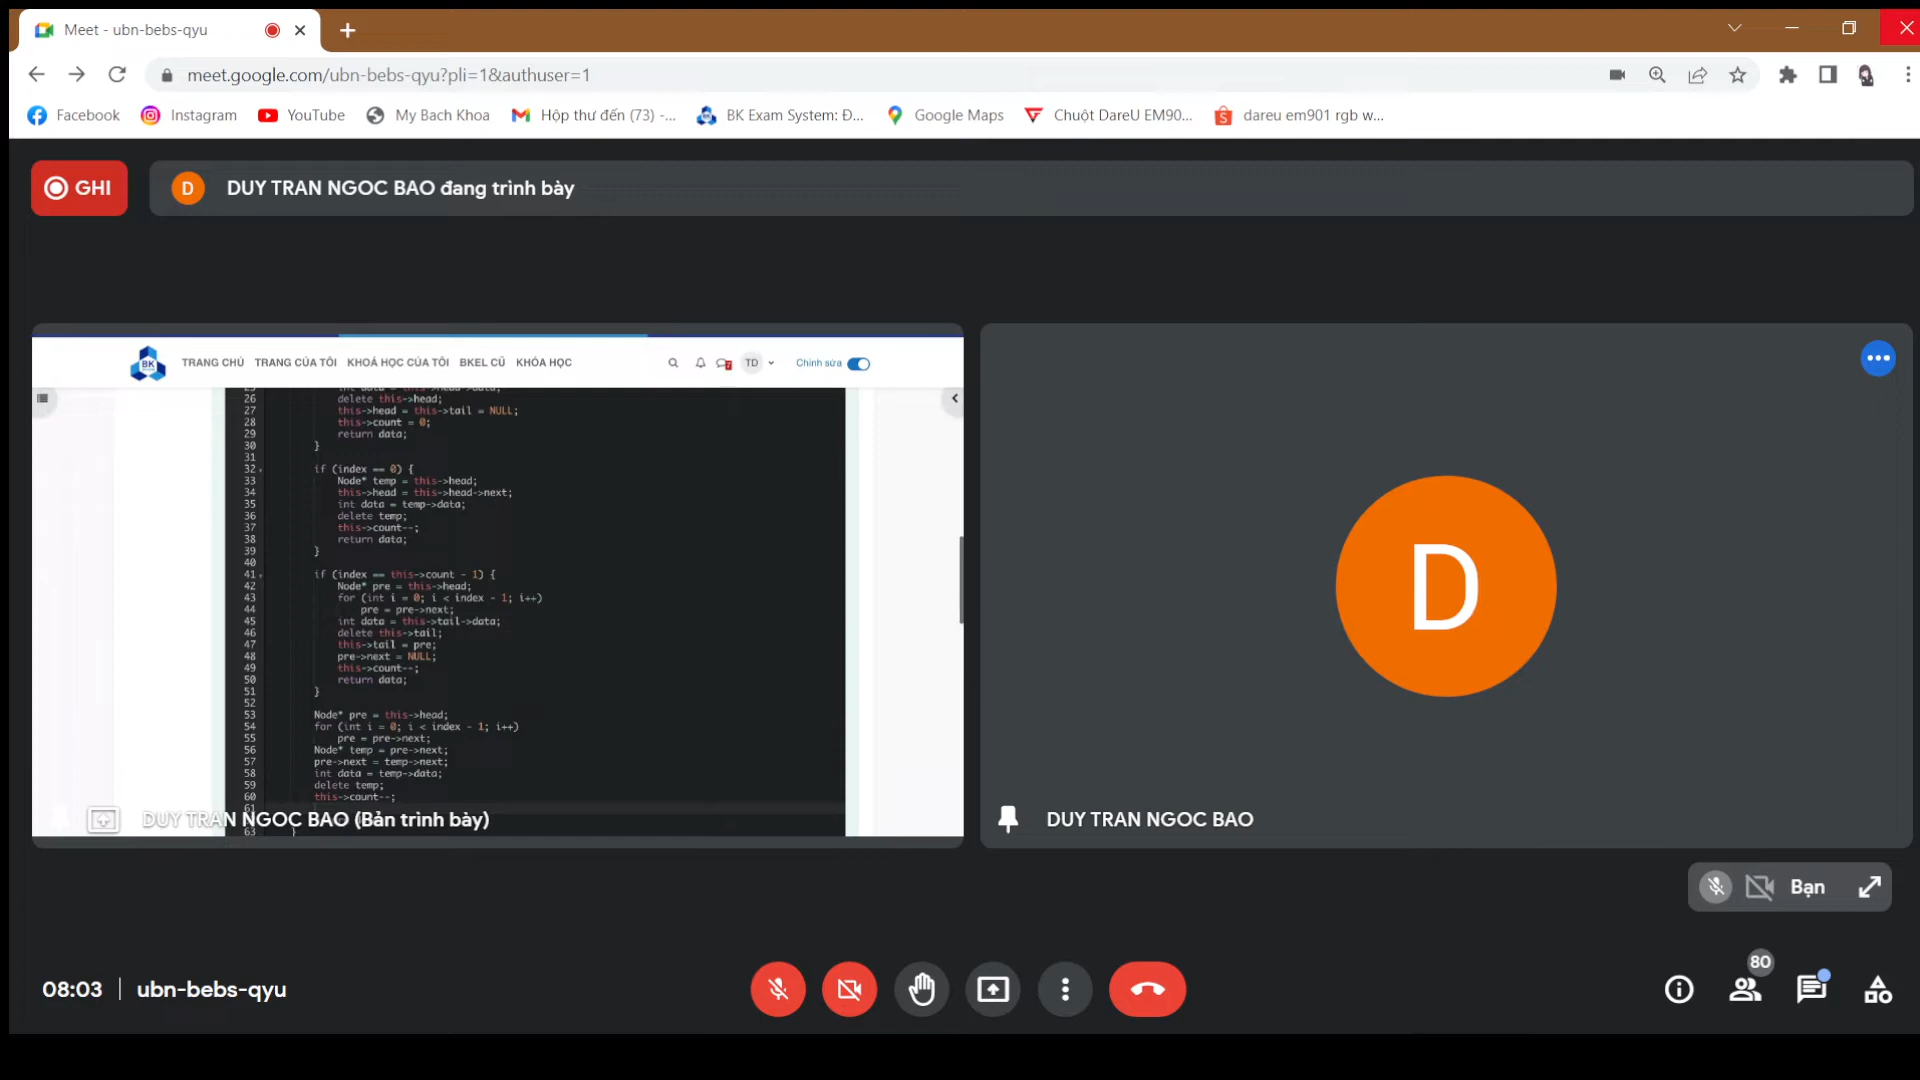 Meet - ubn-bebs-qyu
meet.google.com/ubn-bebs-qyu?pli=1&authuser=1
Facebook
Instagram
YouTube
My Bach Khoa
Hộp thư đến (73) -...
BK Exam System: Đ...
Google Maps
Chuột DareU EM90...
dareu em901 rgb w...
GHI
D
DUY TRAN NGOC BAO đang trình bày
BK
TRANG CHỦ
TRANG CỦA TÔI
KHOÁ HỌC CỦA TÔI
BKEL CŨ
KHÓA HỌC
TD
Chỉnh sửa
26 delete this->head;
27 this->head = this->tail = NULL;
28 this->count = 0;
29 return data;
30 }
31
32 if (index == 0) {
33 Node* temp = this->head;
34 this->head = this->head->next;
35 int data = temp->data;
36 delete temp;
37 this->count--;
38 return data;
39 }
40
41 if (index == this->count - 1) {
42 Node* pre = this->head;
43 for (int i = 0; i < index - 1; i++)
44 pre = pre->next;
45 int data = this->tail->data;
46 delete this->tail;
47 this->tail = pre;
48 pre->next = NULL;
49 this->count--;
50 return data;
51 }
52
53 Node* pre = this->head;
54 for (int i = 0; i < index - 1; i++)
55 pre = pre->next;
56 Node* temp = pre->next;
57 pre->next = temp->next;
58 int data = temp->data;
59 delete temp;
60 this->count--;
61
63 }
DUY TRAN NGOC BAO (Bản trình bày)
D
DUY TRAN NGOC BAO
Bạn
08:03
ubn-bebs-qyu
80